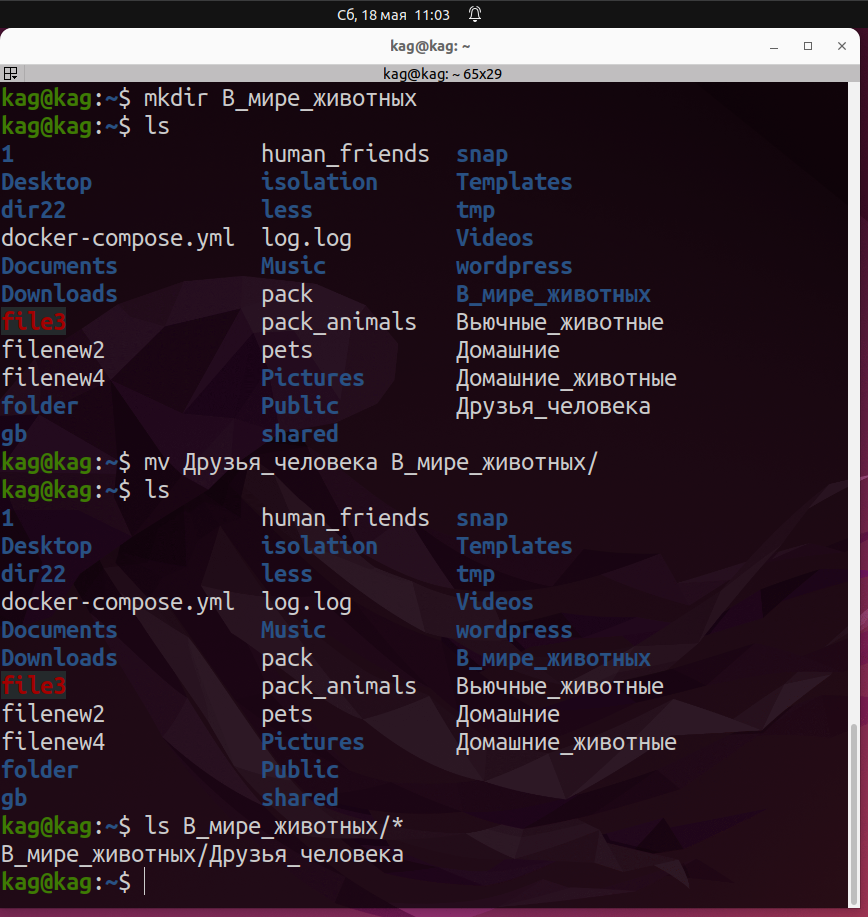 Сб, 18 мая 11:03
kag@kag: ~
kag@kag: ~ 65x29
kag@kag:~$ mkdir В_мире_животных
kag@kag:~$ ls
1 human_friends snap
Desktop isolation Templates
dir22 less tmp
docker-compose.yml log.log Videos
Documents Music wordpress
Downloads pack В_мире_животных
file3 pack_animals Вьючные_животные
filenew2 pets Домашние
filenew4 Pictures Домашние_животные
folder Public Друзья_человека
gb shared
kag@kag:~$ mv Друзья_человека В_мире_животных/
kag@kag:~$ ls
1 human_friends snap
Desktop isolation Templates
dir22 less tmp
docker-compose.yml log.log Videos
Documents Music wordpress
Downloads pack В_мире_животных
file3 pack_animals Вьючные_животные
filenew2 pets Домашние
filenew4 Pictures Домашние_животные
folder Public
gb shared
kag@kag:~$ ls В_мире_животных/*
В_мире_животных/Друзья_человека
kag@kag:~$